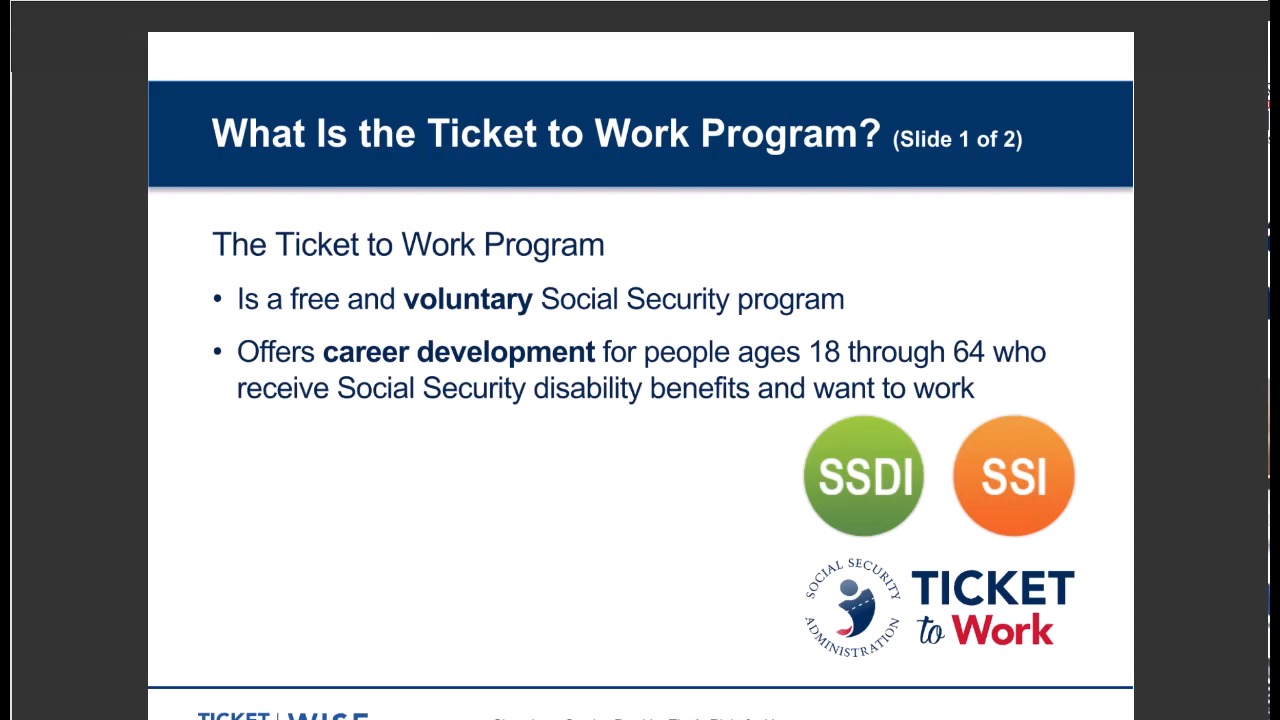 What Is the Ticket to Work Program? (Slide 1 of 2)
The Ticket to Work Program
• Is a free and voluntary Social Security program
• Offers career development for people ages 18 through 64 who
receive Social Security disability benefits and want to work
SSDI
SSI
SOCIAL SECURITY
ADMINISTRATION
TICKET
to Work
TICKET | WISE